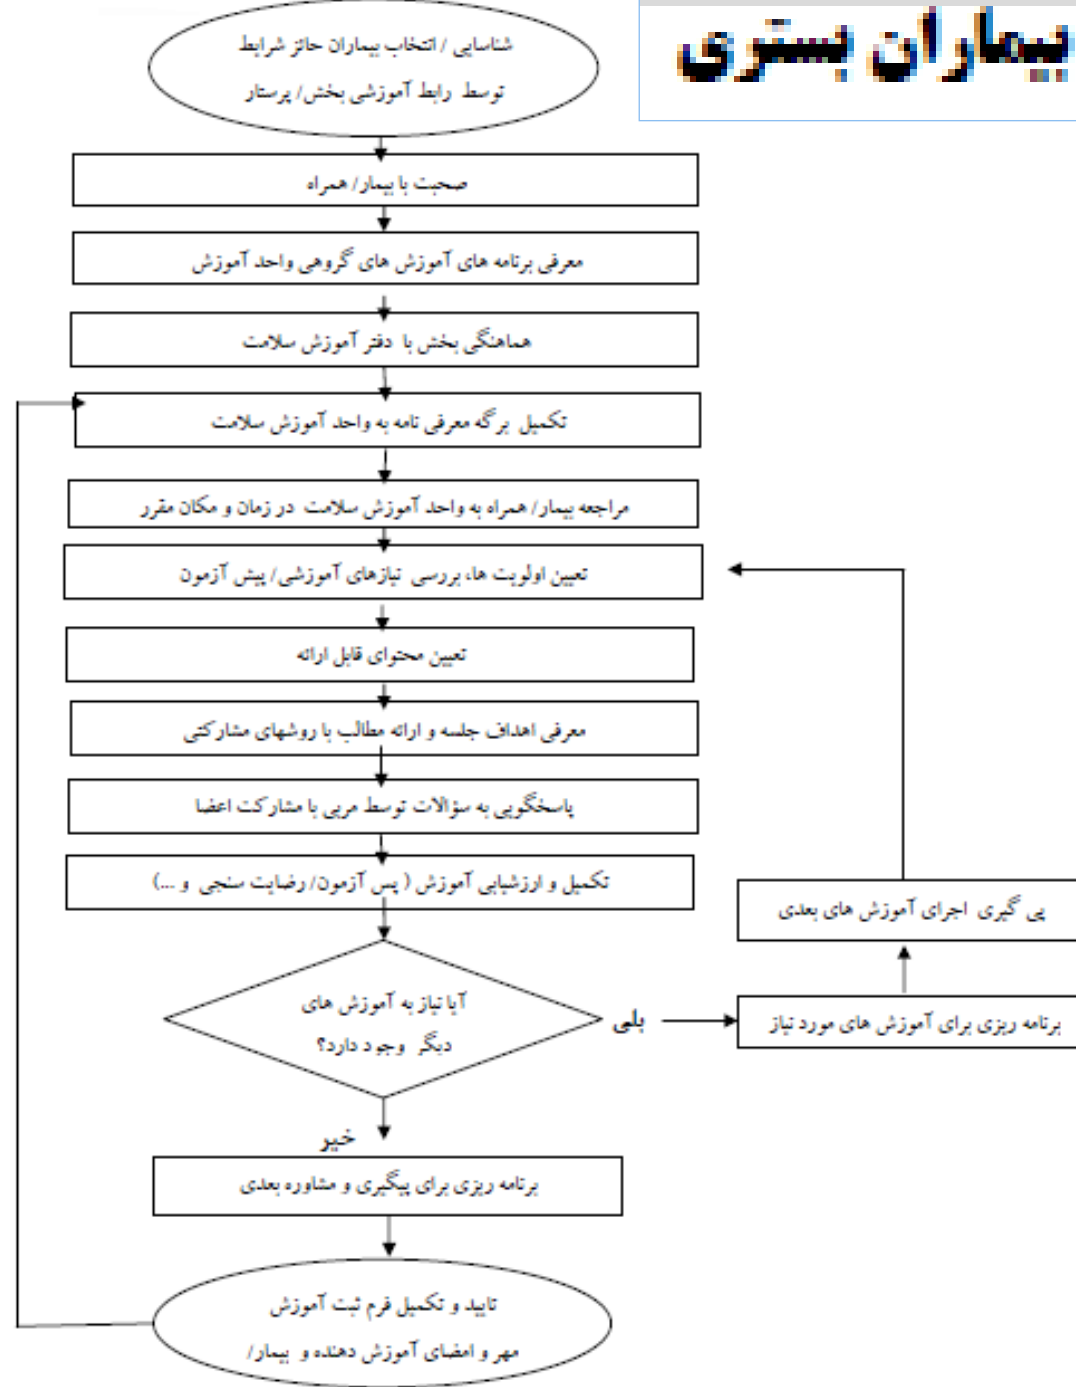 بیماران بستری
شناسایی / انتخاب بیماران حائز شرایط
توسط رابط آموزشی بخش/ پرستار
صحبت با بیمار/ همراه
معرفی برنامه های آموزش های گروهی واحد آموزش
هماهنگی بخش با دفتر آموزش سلامت
تکمیل برگه معرفی نامه به واحد آموزش سلامت
مراجعه بیمار/ همراه به واحد آموزش سلامت در زمان و مکان مقرر
تعیین اولویت ها، بررسی نیازهای آموزشی/ پیش آزمون
تعیین محتوای قابل ارائه
معرفی اهداف جلسه و ارائه مطالب با روشهای مشارکتی
پاسخگویی به سؤالات توسط مربی با مشارکت اعضا
تکمیل و ارزشیابی آموزش ( پس آزمون/ رضایت سنجی و ...)
پی گیری اجرای آموزش های بعدی
آیا نیاز به آموزش های
دیگر وجود دارد؟
بلی
برنامه ریزی برای آموزش های مورد نیاز
خیر
برنامه ریزی برای پیگیری و مشاوره بعدی
تایید و تکمیل فرم ثبت آموزش
مهر و امضای آموزش دهنده و بیمار/